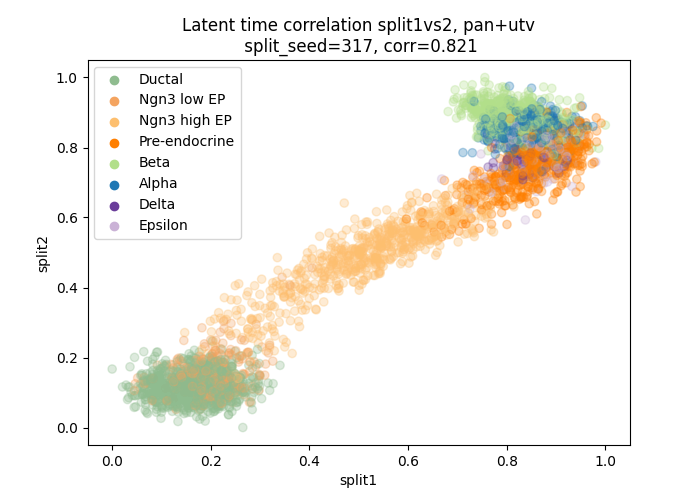 Latent time correlation split1vs2, pan+utv
split_seed=317, corr=0.821
Ductal
Ngn3 low EP
Ngn3 high EP
Pre-endocrine
Beta
Alpha
Delta
Epsilon
1.0
0.8
0.6
0.4
0.2
0.0
split2
0.0 0.2 0.4 0.6 0.8 1.0
split1